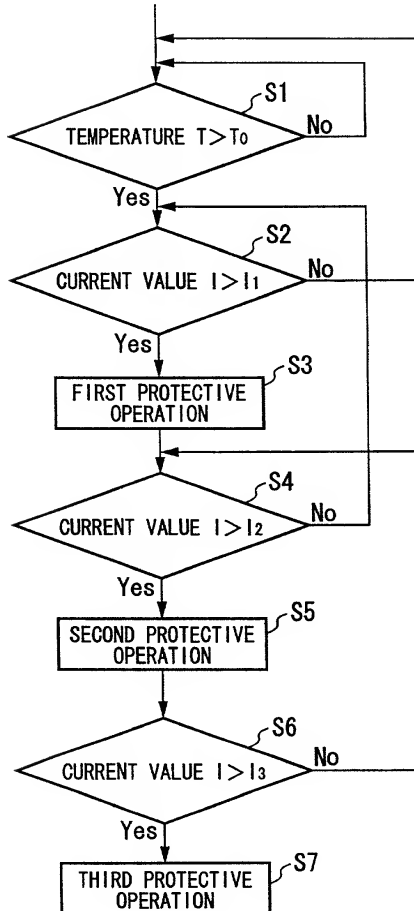 S1
TEMPERATURE T>T₀
No
Yes
S2
CURRENT VALUE I>I₁
No
Yes
S3
FIRST PROTECTIVE
OPERATION
S4
CURRENT VALUE I>I₂
No
Yes
S5
SECOND PROTECTIVE
OPERATION
S6
CURRENT VALUE I>I₃
No
Yes
S7
THIRD PROTECTIVE
OPERATION